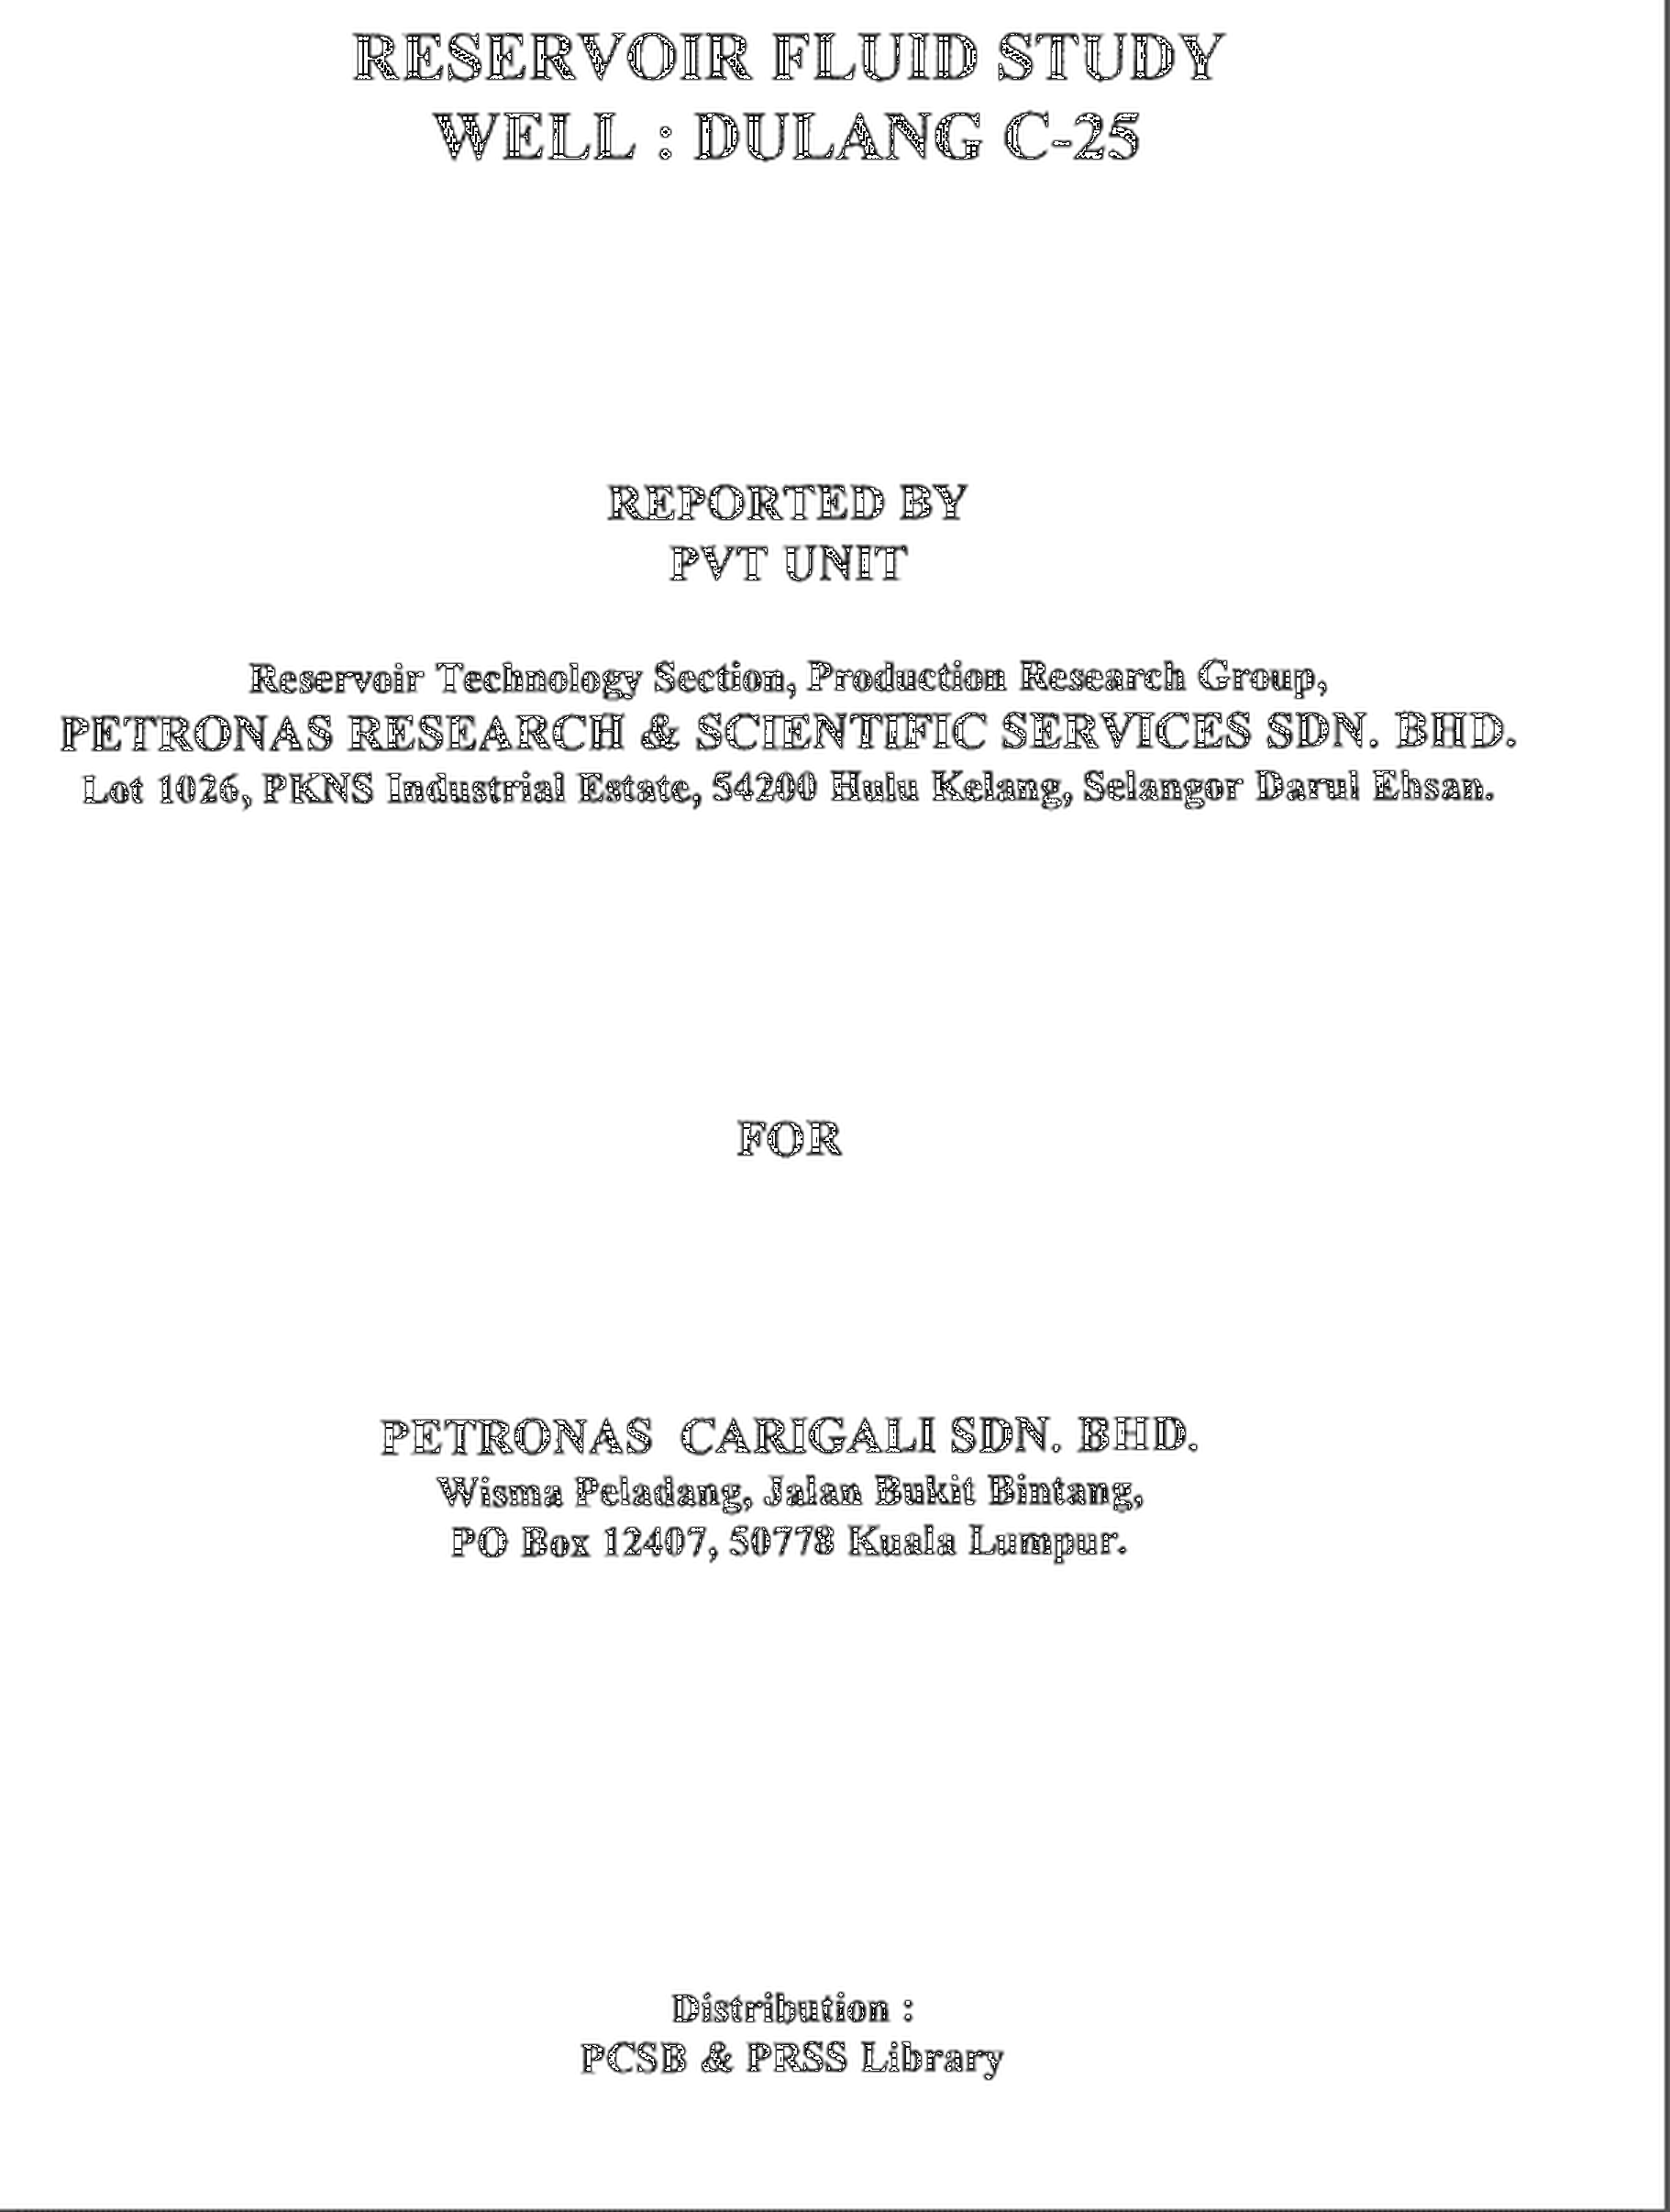 RESERVOIR FLUID STUDY
WELL : DULANG C-25
REPORTED BY
PVT UNIT
Reservoir Technology Section, Production Research Group,
PETRONAS RESEARCH & SCIENTIFIC SERVICES SDN. BHD.
Lot 1026, PKNS Industrial Estate, 54200 Hulu Kelang, Selangor Darul Ehsan.
FOR
PETRONAS CARIGALI SDN. BHD.
Wisma Peladang, Jalan Bukit Bintang,
PO Box 12407, 50778 Kuala Lumpur.
Distribution :
PCSB & PRSS Library